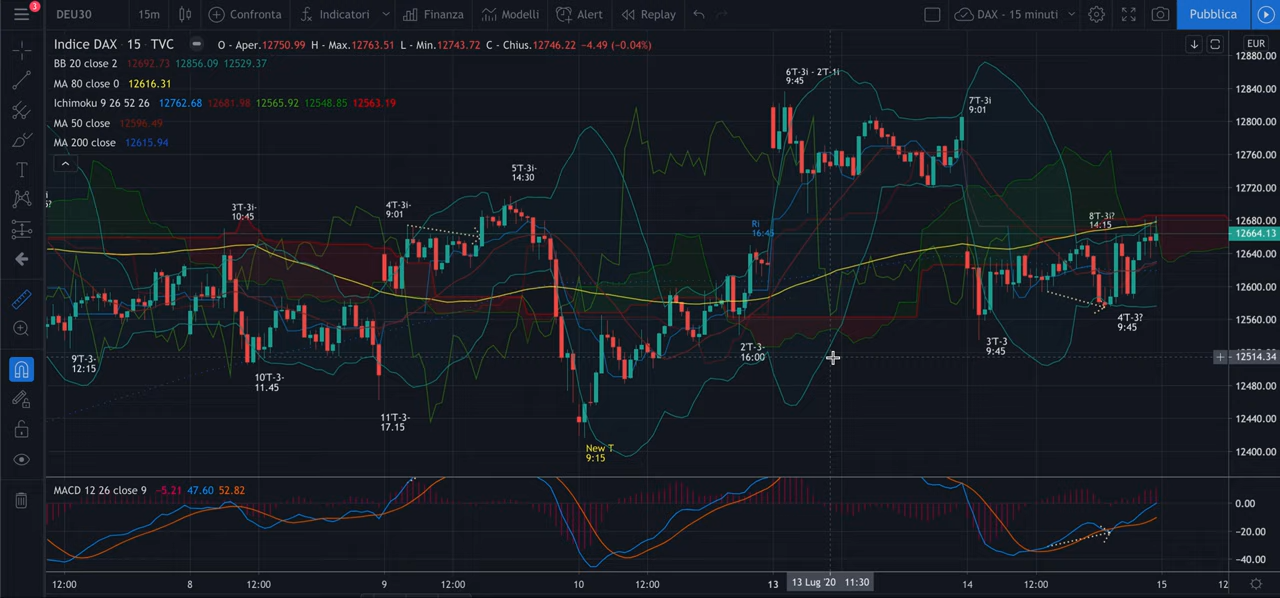 3
DEU30
15m
Confronta
Indicatori
Finanza
Modelli
Alert
Replay
DAX - 15 minuti
Pubblica
Indice DAX · 15 · TVC
O - Aper.12750.99 H - Max.12763.51 L - Min.12743.72 C - Chius.12746.22 -4.49 (-0.04%)
BB 20 close 2 12692.73 12856.09 12529.37
MA 80 close 0 12616.31
Ichimoku 9 26 52 26 12762.68 12681.98 12565.92 12548.85 12563.19
MA 50 close 12596.49
MA 200 close 12615.94
EUR
12880.00
12840.00
12800.00
12760.00
12720.00
12680.00
12664.13
12640.00
12600.00
12560.00
12514.34
12480.00
12440.00
12400.00
9T-3-
12:15
3T-3i-
10:45
10'T-3-
11.45
4T-3i-
9:01
11'T-3-
17.15
5T-3i-
14:30
New T
9:15
2T-3-
16:00
Ri
16:45
6T-3i - 2T-1i
9:45
7T-3i
9:01
3T-3
9:45
8T-3i?
14:15
4T-3?
9:45
MACD 12 26 close 9 -5.21 47.60 52.82
0.00
-20.00
-40.00
12:00
8
12:00
9
12:00
10
12:00
13
13 Lug '20 11:30
14
12:00
15
12